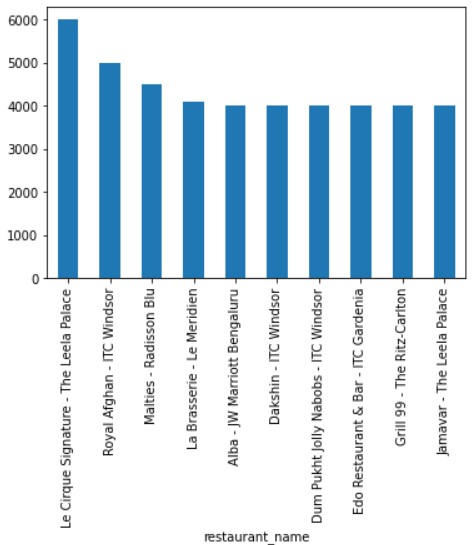 6000
5000
4000
3000
2000
1000
0
Le Cirque Signature - The Leela Palace
Royal Afghan - ITC Windsor
Malties - Radisson Blu
La Brasserie - Le Meridien
Alba - JW Marriott Bengaluru
Dakshin - ITC Windsor
Dum Pukht Jolly Nabobs - ITC Windsor
Edo Restaurant & Bar - ITC Gardenia
Grill 99 - The Ritz-Carlton
Jamavar - The Leela Palace
restaurant_name